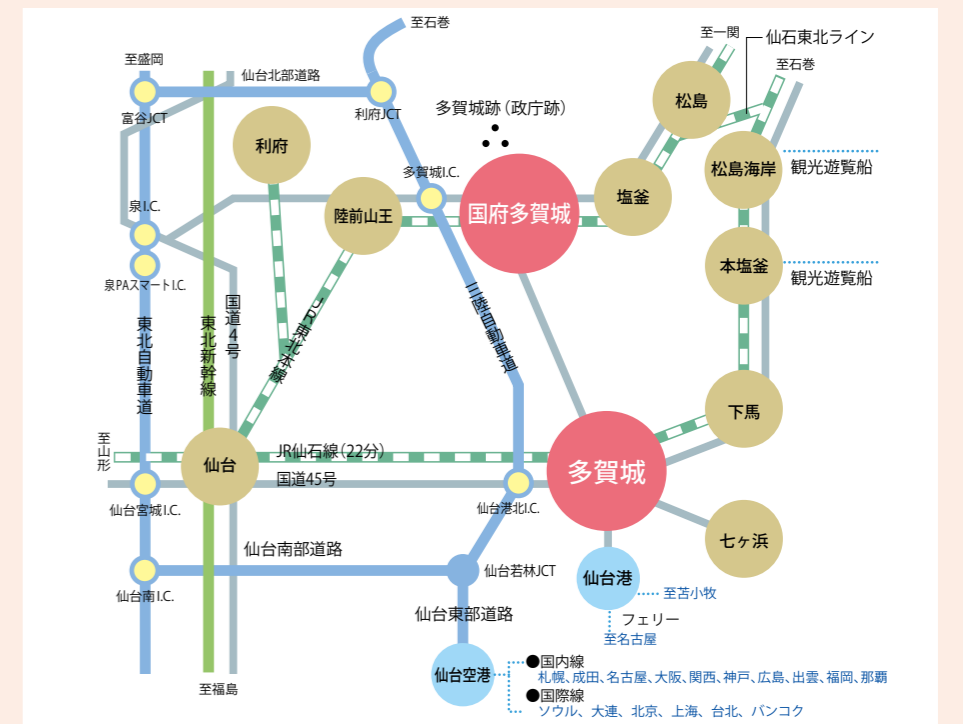 至石巻
至一関
仙石東北ライン
至盛岡
至石巻
仙台北部道路
松島
富谷JCT
利府JCT
多賀城跡（政庁跡）
利府
多賀城I.C.
松島海岸
観光遊覧船
泉I.C.
陸前山王
国府多賀城
塩釜
本塩釜
観光遊覧船
泉PAスマートI.C.
国道4号
東北自動車道
東北新幹線
JR東北本線
三陸自動車道
下馬
至山形
仙台
JR仙石線（22分）
国道45号
多賀城
仙台宮城I.C.
仙台港北I.C.
七ヶ浜
仙台南部道路
仙台若林JCT
仙台港
仙台南I.C.
至苫小牧
仙台東部道路
フェリー
至名古屋
至福島
仙台空港
●国内線
札幌、成田、名古屋、大阪、関西、神戸、広島、出雲、福岡、那覇
●国際線
ソウル、大連、北京、上海、台北、バンコク